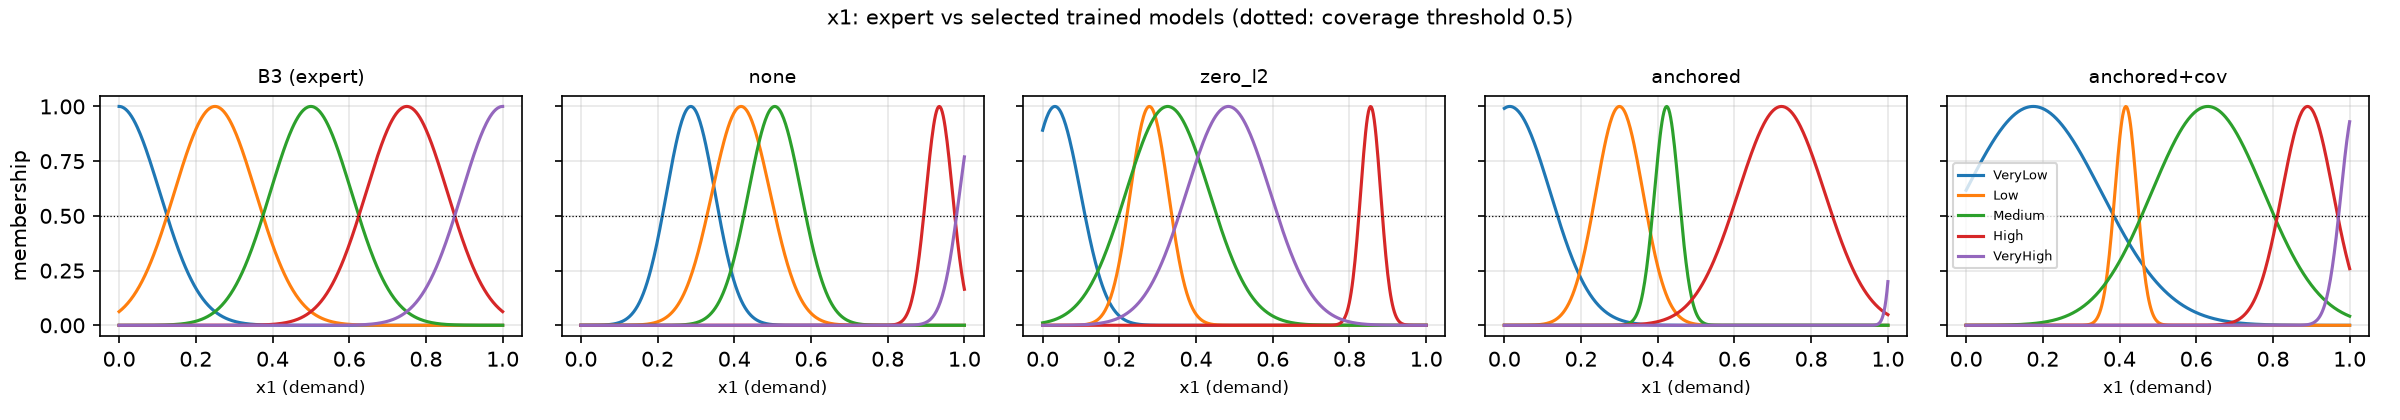 x1: expert vs selected trained models (dotted: coverage threshold 0.5)
B3 (expert)
none
zero_l2
anchored
anchored+cov
membership
1.00
0.75
0.50
0.25
0.00
0.0 0.2 0.4 0.6 0.8 1.0
x1 (demand)
0.0 0.2 0.4 0.6 0.8 1.0
x1 (demand)
0.0 0.2 0.4 0.6 0.8 1.0
x1 (demand)
0.0 0.2 0.4 0.6 0.8 1.0
x1 (demand)
VeryLow
Low
Medium
High
VeryHigh
0.0 0.2 0.4 0.6 0.8 1.0
x1 (demand)